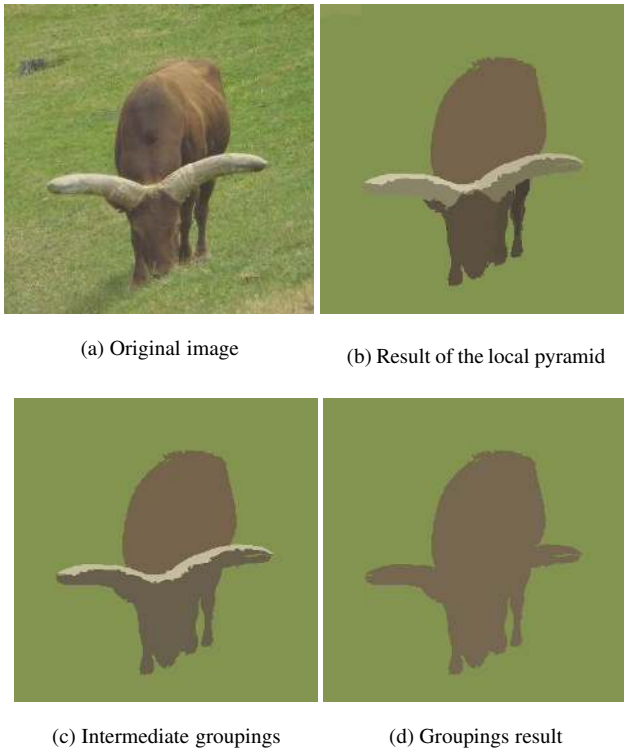 (a) Original image
(b) Result of the local pyramid
(c) Intermediate groupings
(d) Groupings result